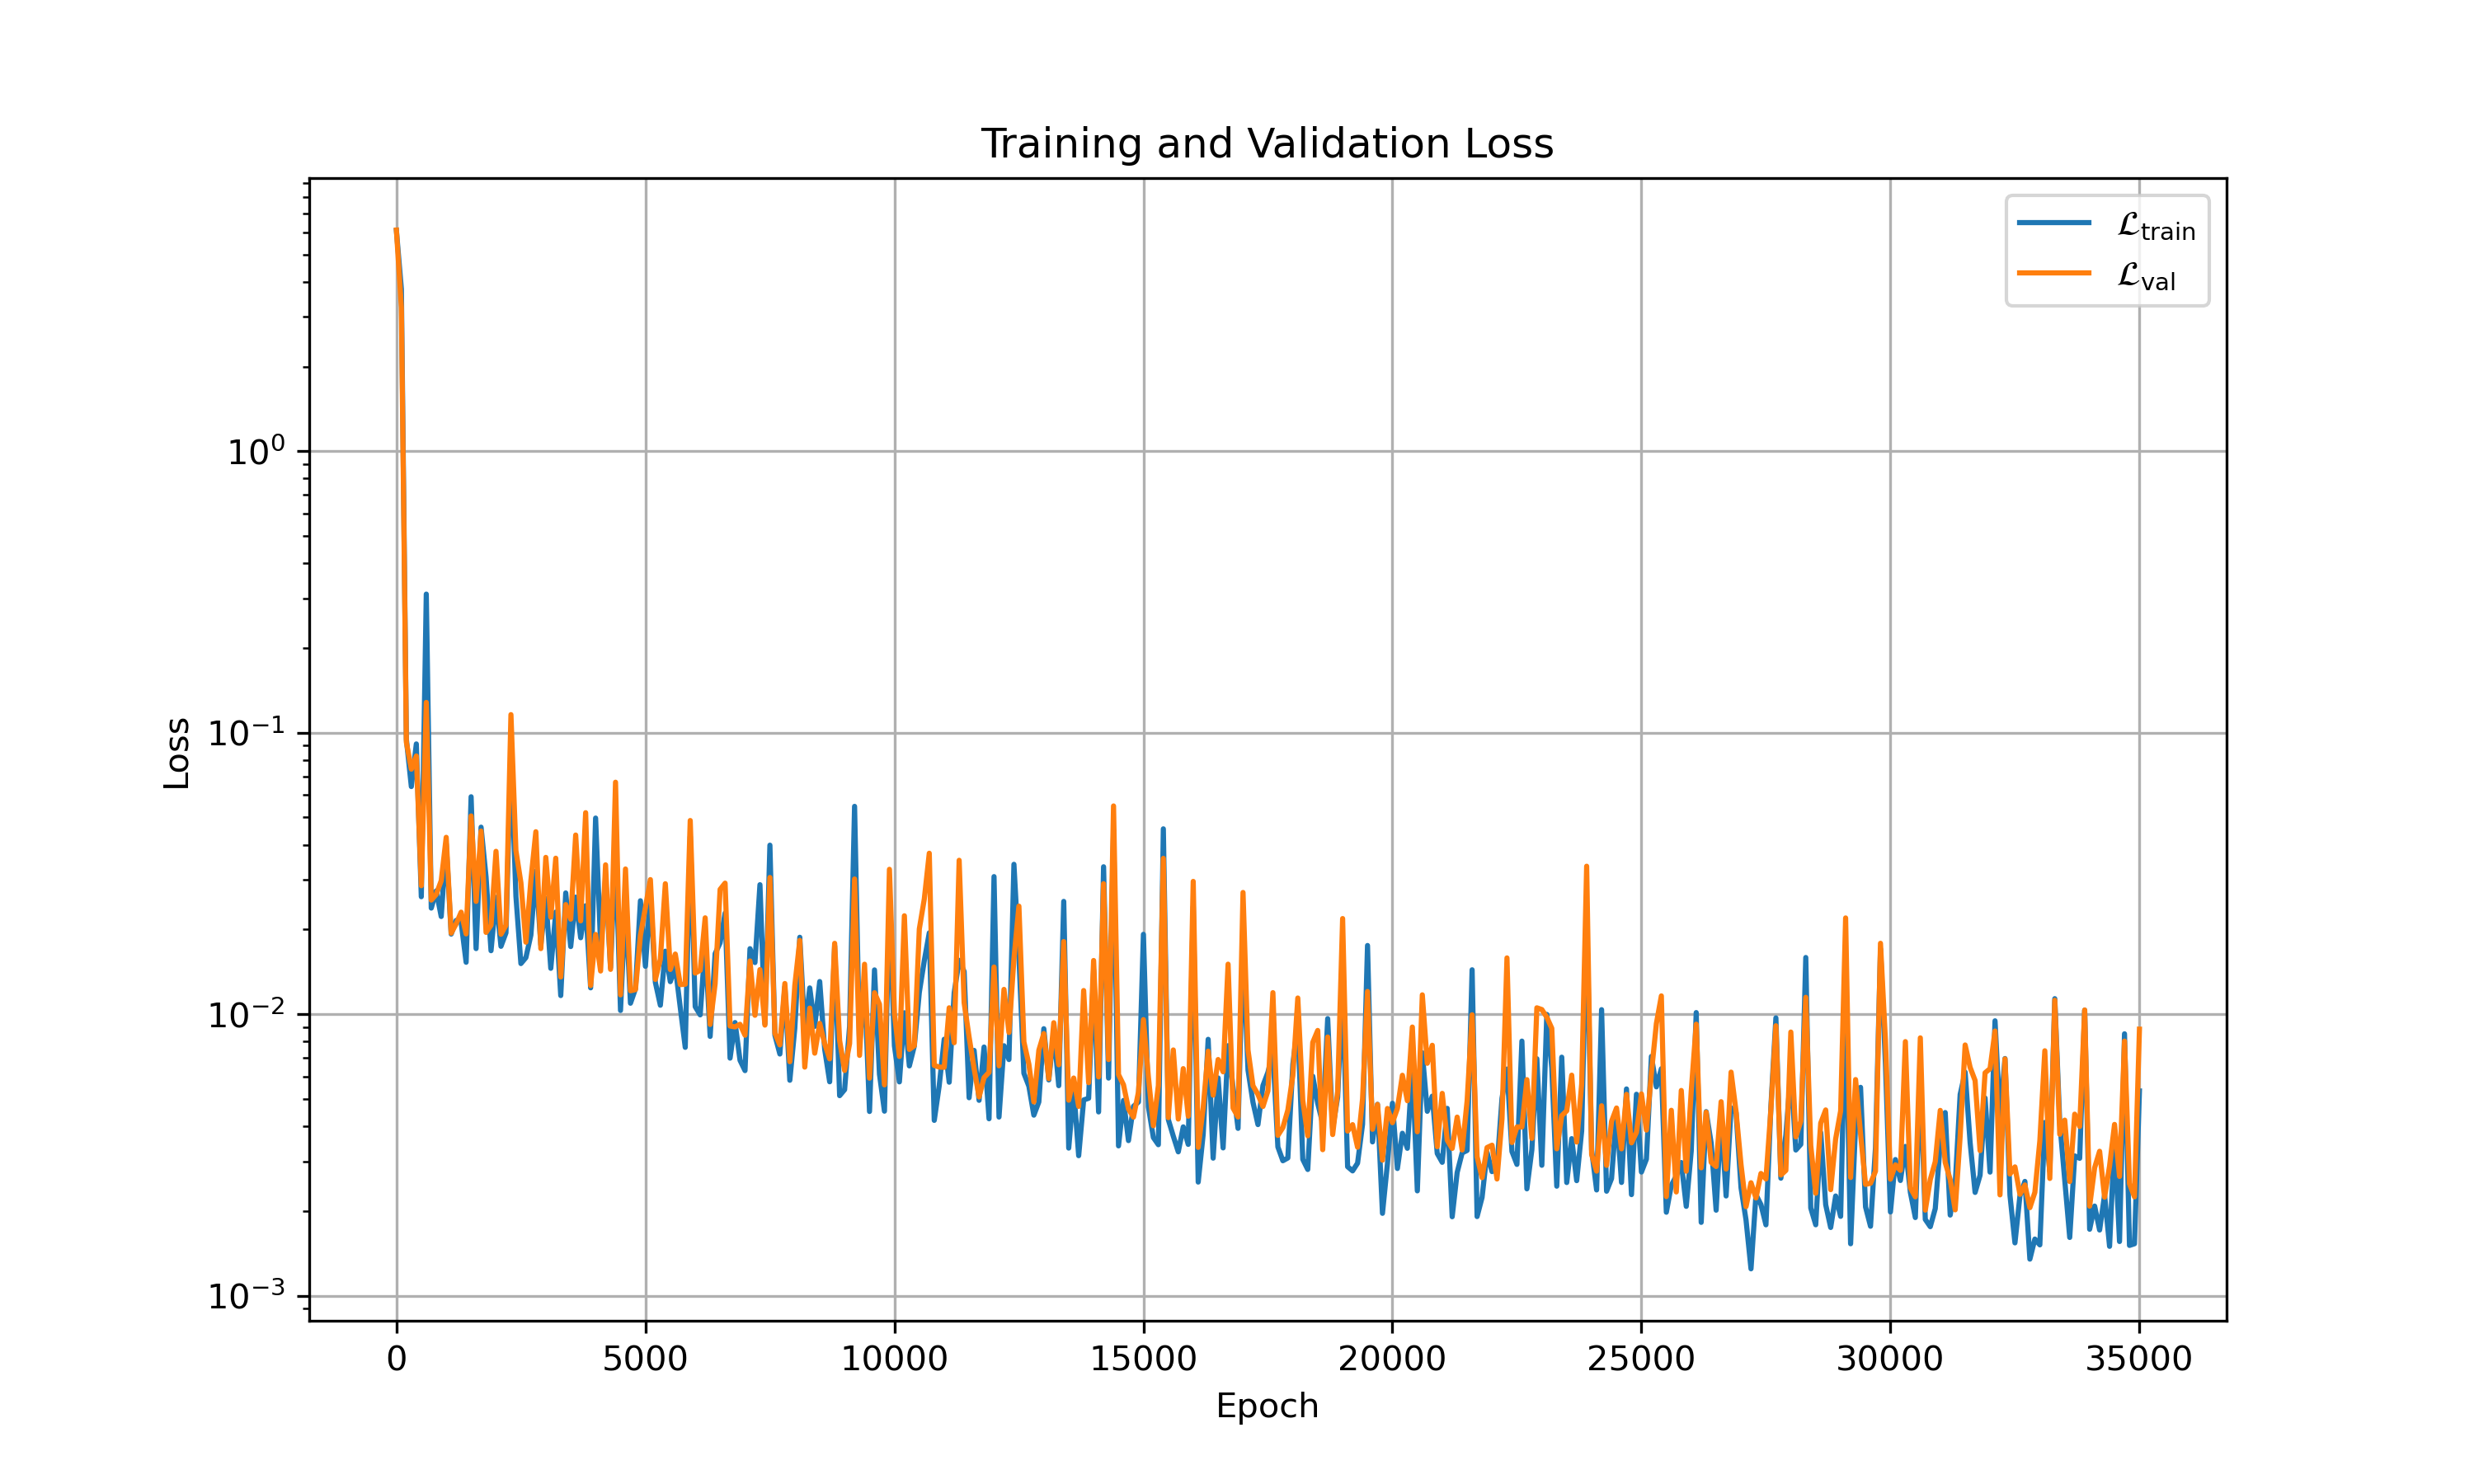 Training and Validation Loss
ℒtrain
ℒval
Loss
10⁰
10⁻¹
10⁻²
10⁻³
0 5000 10000 15000 20000 25000 30000 35000
Epoch